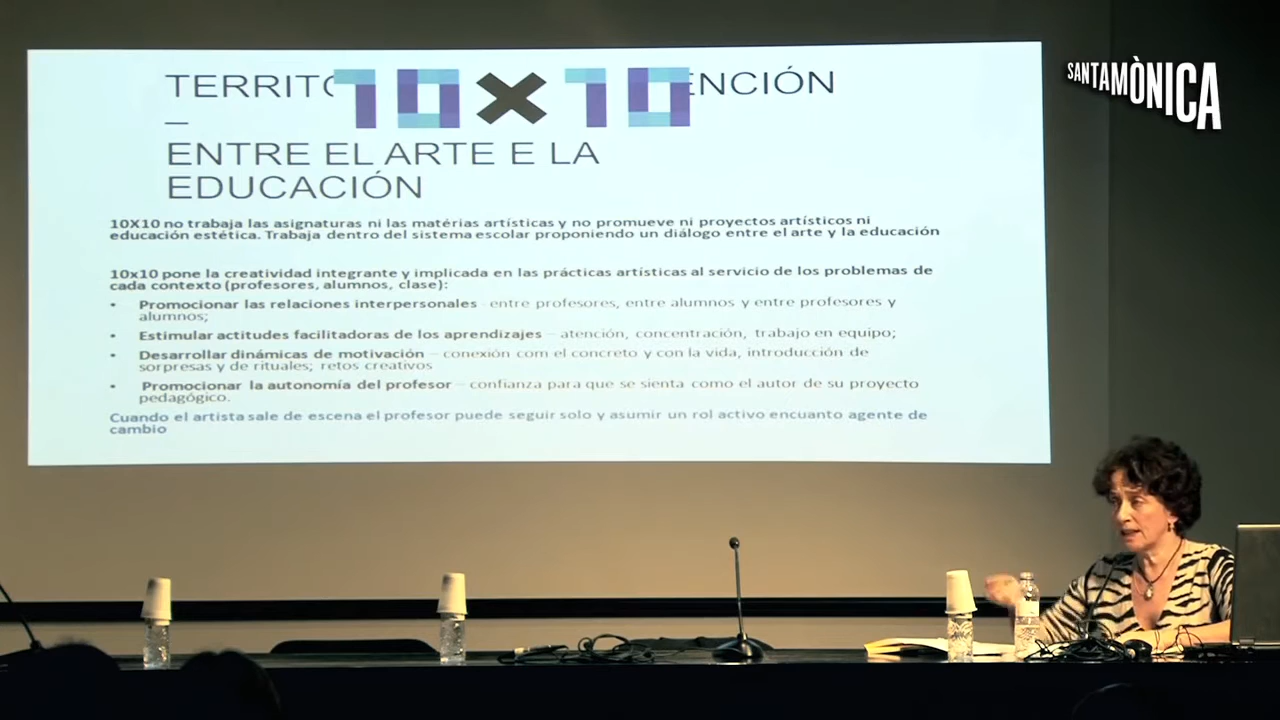 TERRITO 10×10 ENCIÓN
–
ENTRE EL ARTE E LA
EDUCACIÓN
10X10 no trabaja las asignaturas ni las matérias artísticas y no promueve ni proyectos artísticos ni
educación estética. Trabaja dentro del sistema escolar proponiendo un diálogo entre el arte y la educación
10x10 pone la creatividad integrante y implicada en las prácticas artísticas al servicio de los problemas de
cada contexto (profesores, alumnos, clase):
• Promocionar las relaciones interpersonales - entre profesores, entre alumnos y entre profesores y
alumnos;
• Estimular actitudes facilitadoras de los aprendizajes – atención, concentración, trabajo en equipo;
• Desarrollar dinámicas de motivación – conexión com el concreto y con la vida, introducción de
sorpresas y de rituales; retos creativos
• Promocionar la autonomía del profesor – confianza para que se sienta como el autor de su proyecto
pedagógico.
Cuando el artista sale de escena el profesor puede seguir solo y asumir un rol activo encuanto agente de
cambio
SANTAMÒNICA